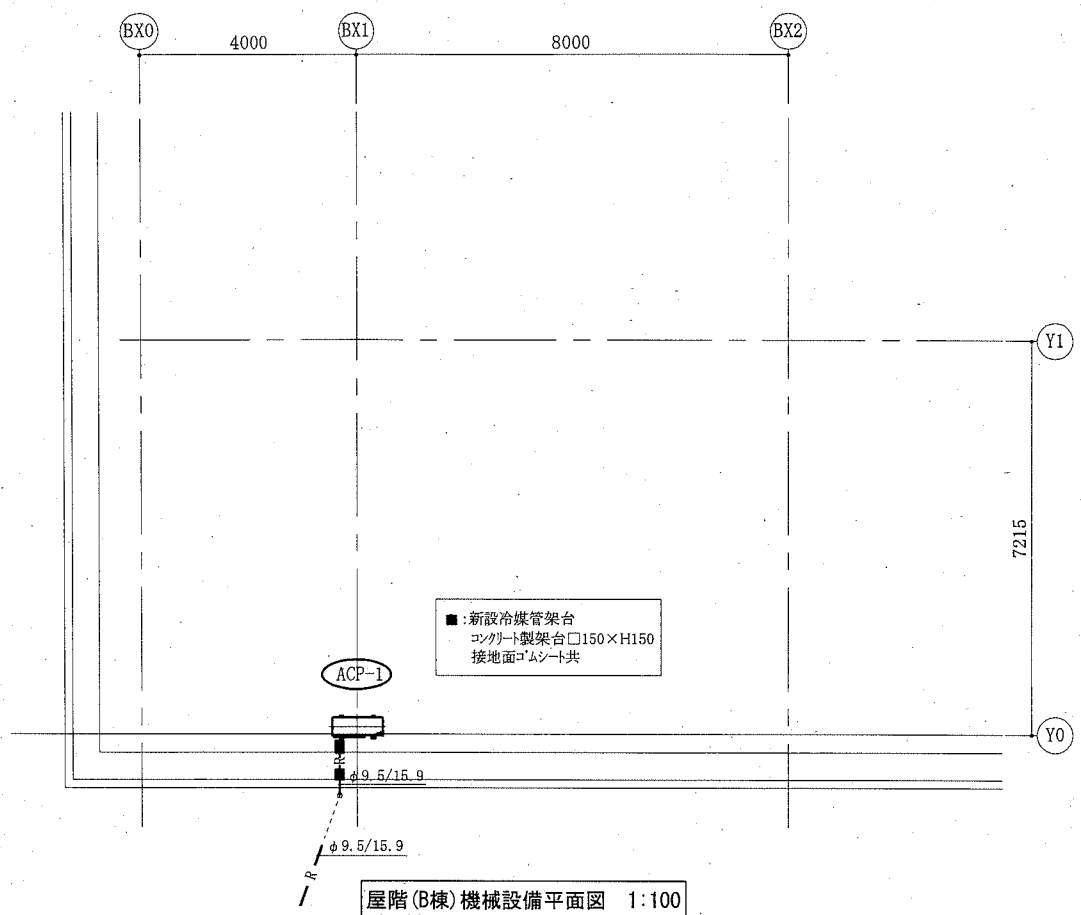 BX0
BX1
BX2
4000
8000
Y1
7215
■:新設冷媒管架台
コンクリート製架台□150×H150
接地面ゴムシート共
ACP-1
Y0
R
φ9.5/15.9
φ9.5/15.9
R
屋階(B棟)機械設備平面図 1:100